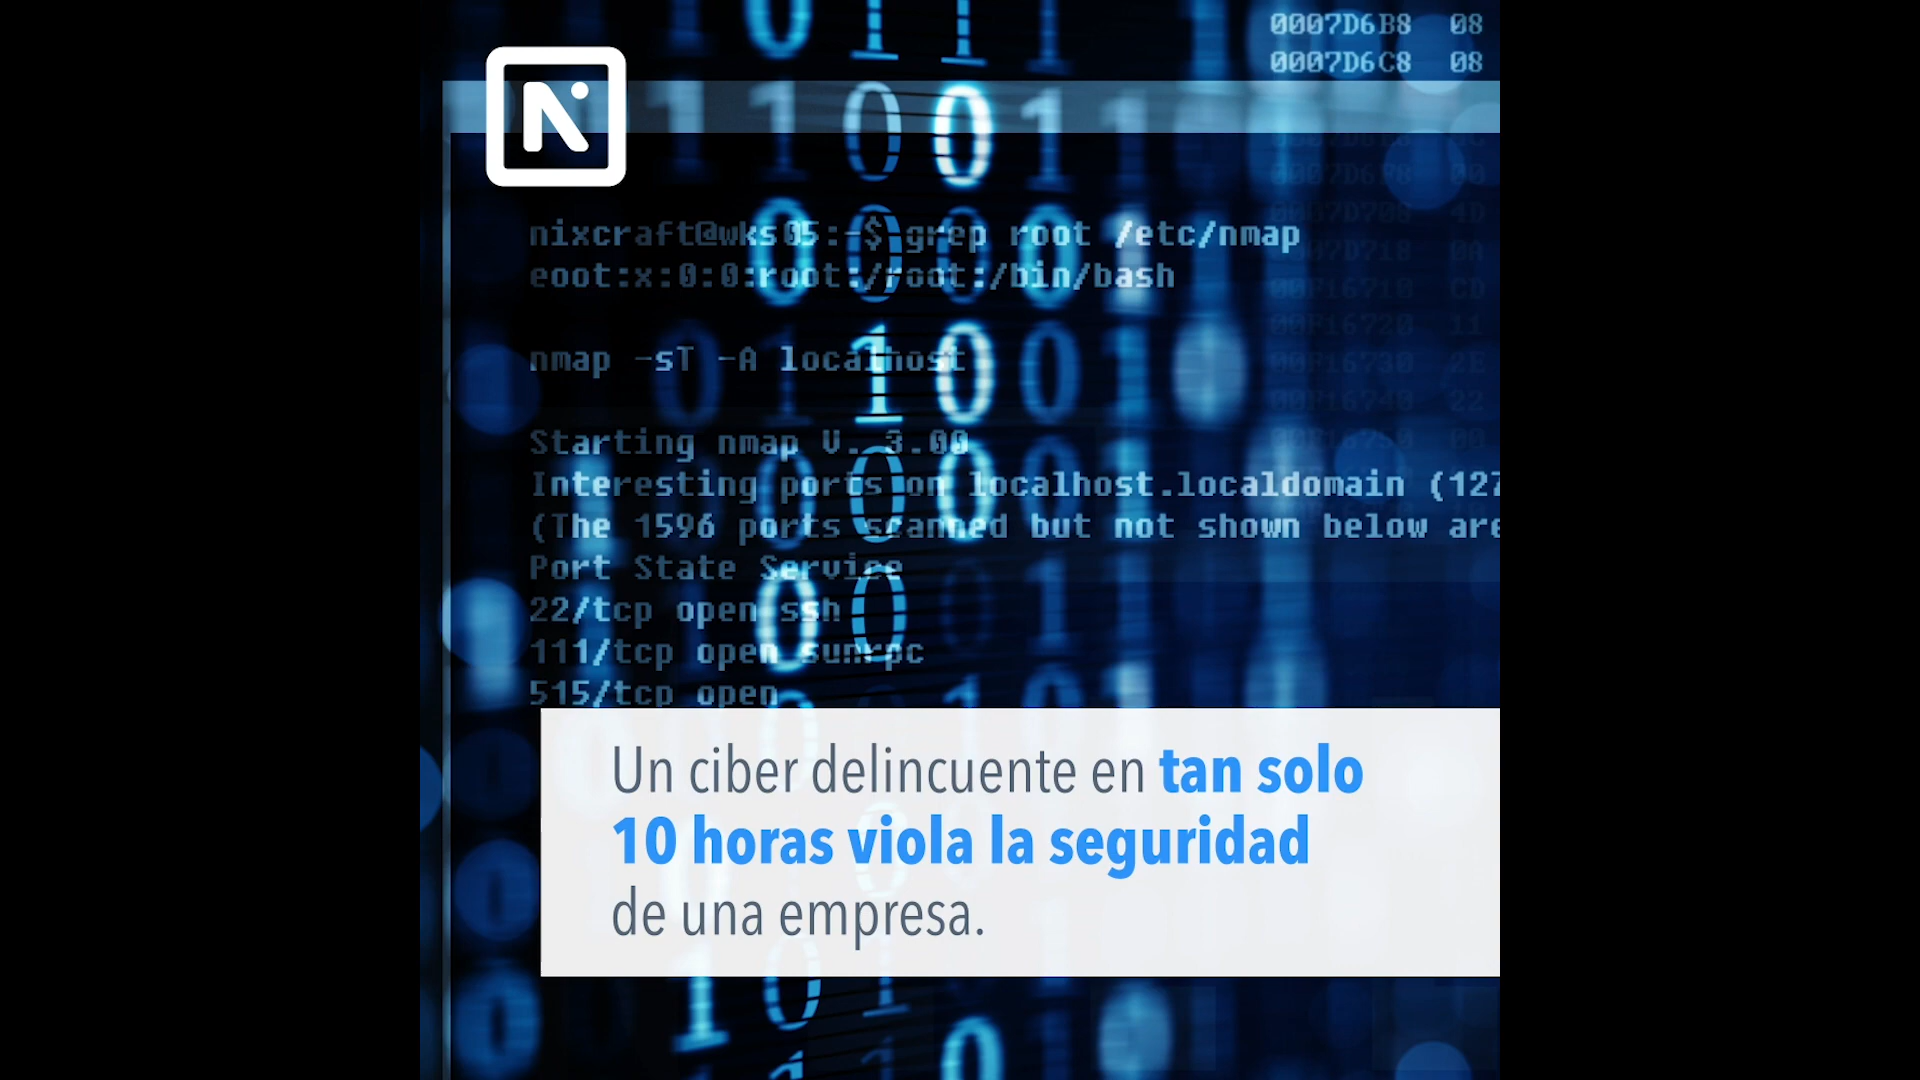 0007D6B8 08
0007D6C8 08
N
nixcraft@wks05:~$ grep root /etc/nmap
eoot:x:0:0:root:/root:/bin/bash
nmap -sT -A localhost
Starting nmap V. 3.00
Interesting ports on localhost.localdomain (127
(The 1596 ports scanned but not shown below are
Port State Service
22/tcp open ssh
111/tcp open sunrpc
515/tcp open
Un ciber delincuente en tan solo
10 horas viola la seguridad
de una empresa.